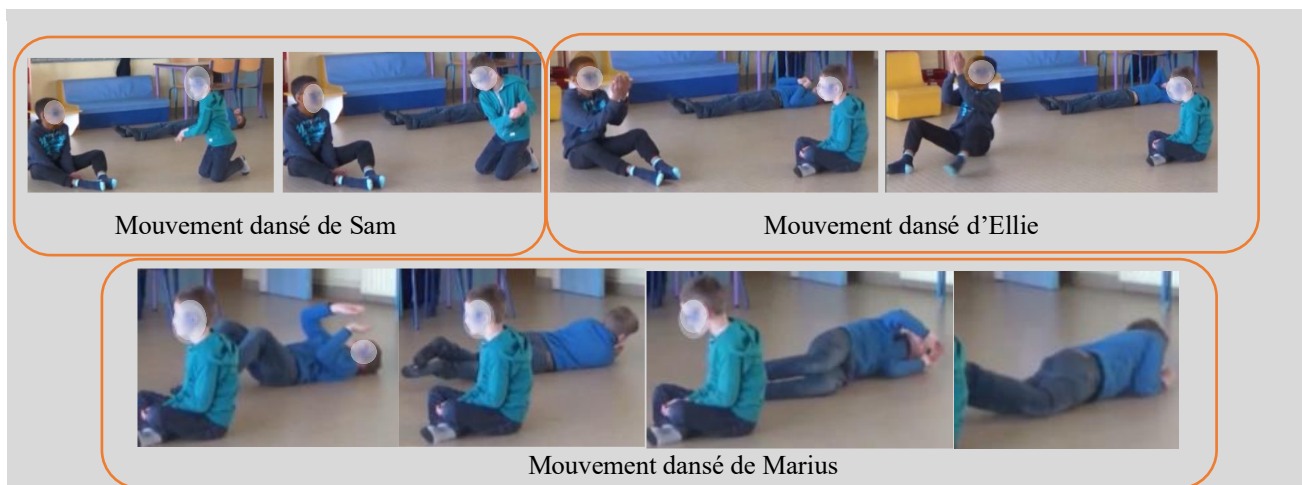 Mouvement dansé de Sam
Mouvement dansé d’Ellie
Mouvement dansé de Marius